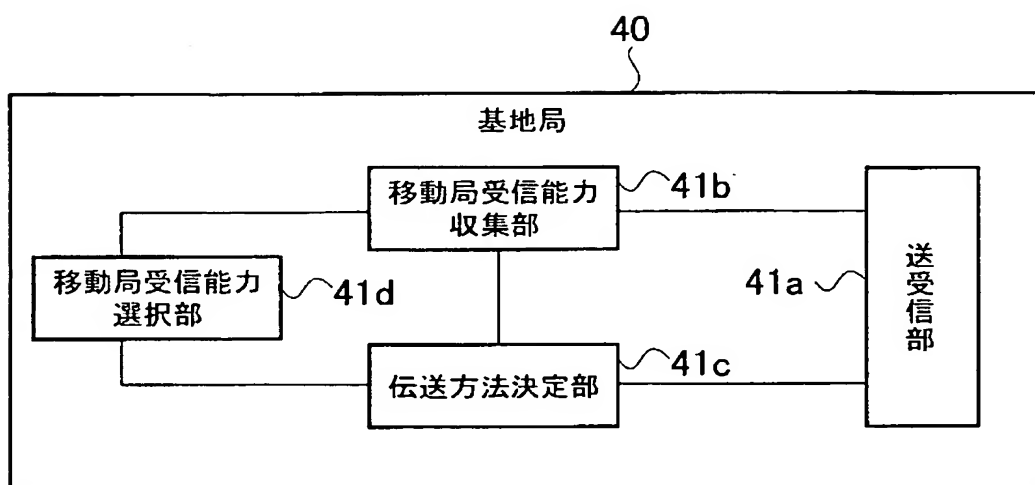 40
基地局
移動局受信能力
収集部
41b
移動局受信能力
選択部
41d
41a
送受信部
伝送方法決定部
41c